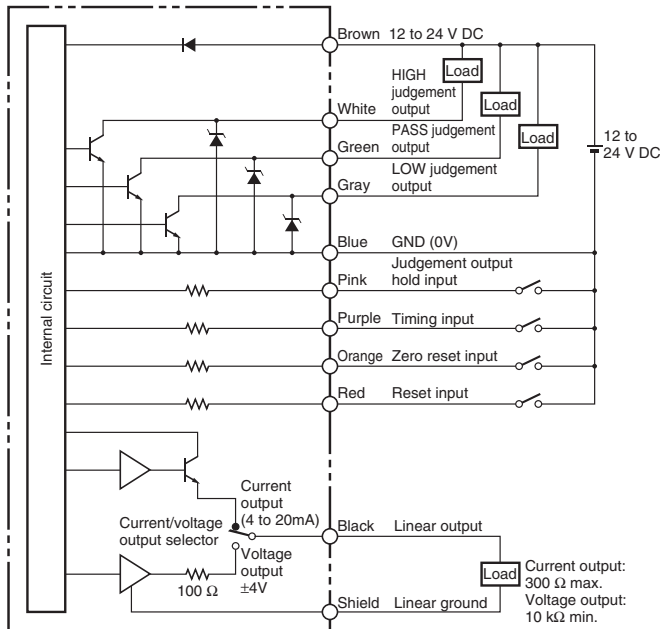 Brown 12 to 24 V DC
HIGH
judgement
output
Load
White
PASS judgement
output
Load
Green
LOW judgement
output
Load
Gray
12 to
24 V DC
Blue GND (0V)
Judgement output
hold input
Pink
Purple Timing input
Orange Zero reset input
Red Reset input
Internal circuit
Current
output
(4 to 20mA)
Current/voltage
output selector
Voltage
output
±4V
100 Ω
Black Linear output
Load
Current output:
300 Ω max.
Voltage output:
10 kΩ min.
Shield Linear ground